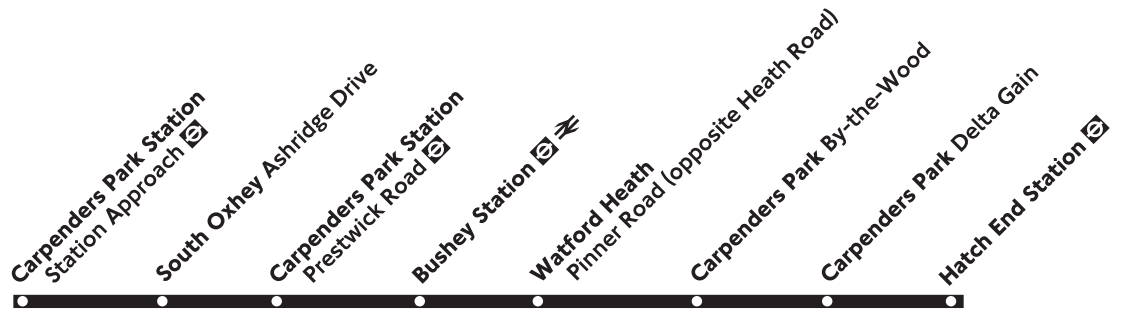 Carpenders Park Station
Station Approach
South Oxhey Ashridge Drive
Carpenders Park Station
Prestwick Road
Bushey Station
Watford Heath
Pinner Road (opposite Heath Road)
Carpenders Park By-the-Wood
Carpenders Park Delta Gain
Hatch End Station